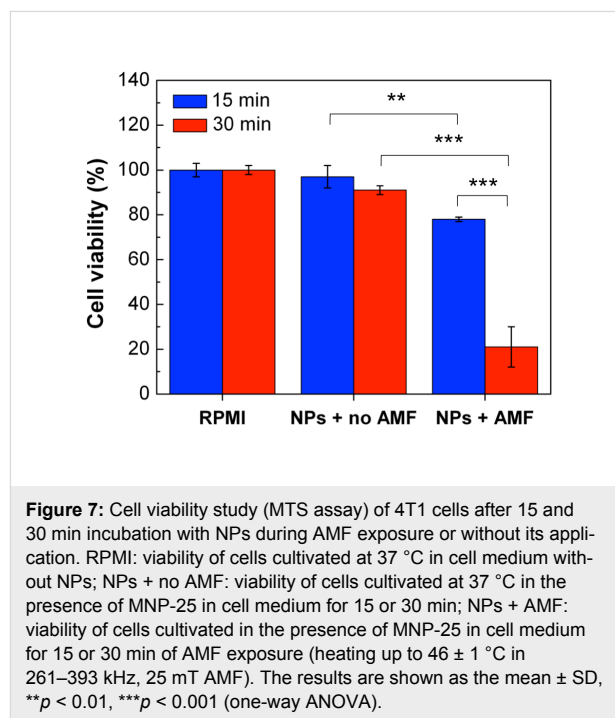 140
120
100
80
60
40
20
0
Cell viability (%)
15 min
30 min
**
***
***
RPMI
NPs + no AMF
NPs + AMF
Figure 7: Cell viability study (MTS assay) of 4T1 cells after 15 and
30 min incubation with NPs during AMF exposure or without its appli-
cation. RPMI: viability of cells cultivated at 37 °C in cell medium with-
out NPs; NPs + no AMF: viability of cells cultivated at 37 °C in the
presence of MNP-25 in cell medium for 15 or 30 min; NPs + AMF:
viability of cells cultivated in the presence of MNP-25 in cell medium
for 15 or 30 min of AMF exposure (heating up to 46 ± 1 °C in
261–393 kHz, 25 mT AMF). The results are shown as the mean ± SD,
**p < 0.01, ***p < 0.001 (one-way ANOVA).